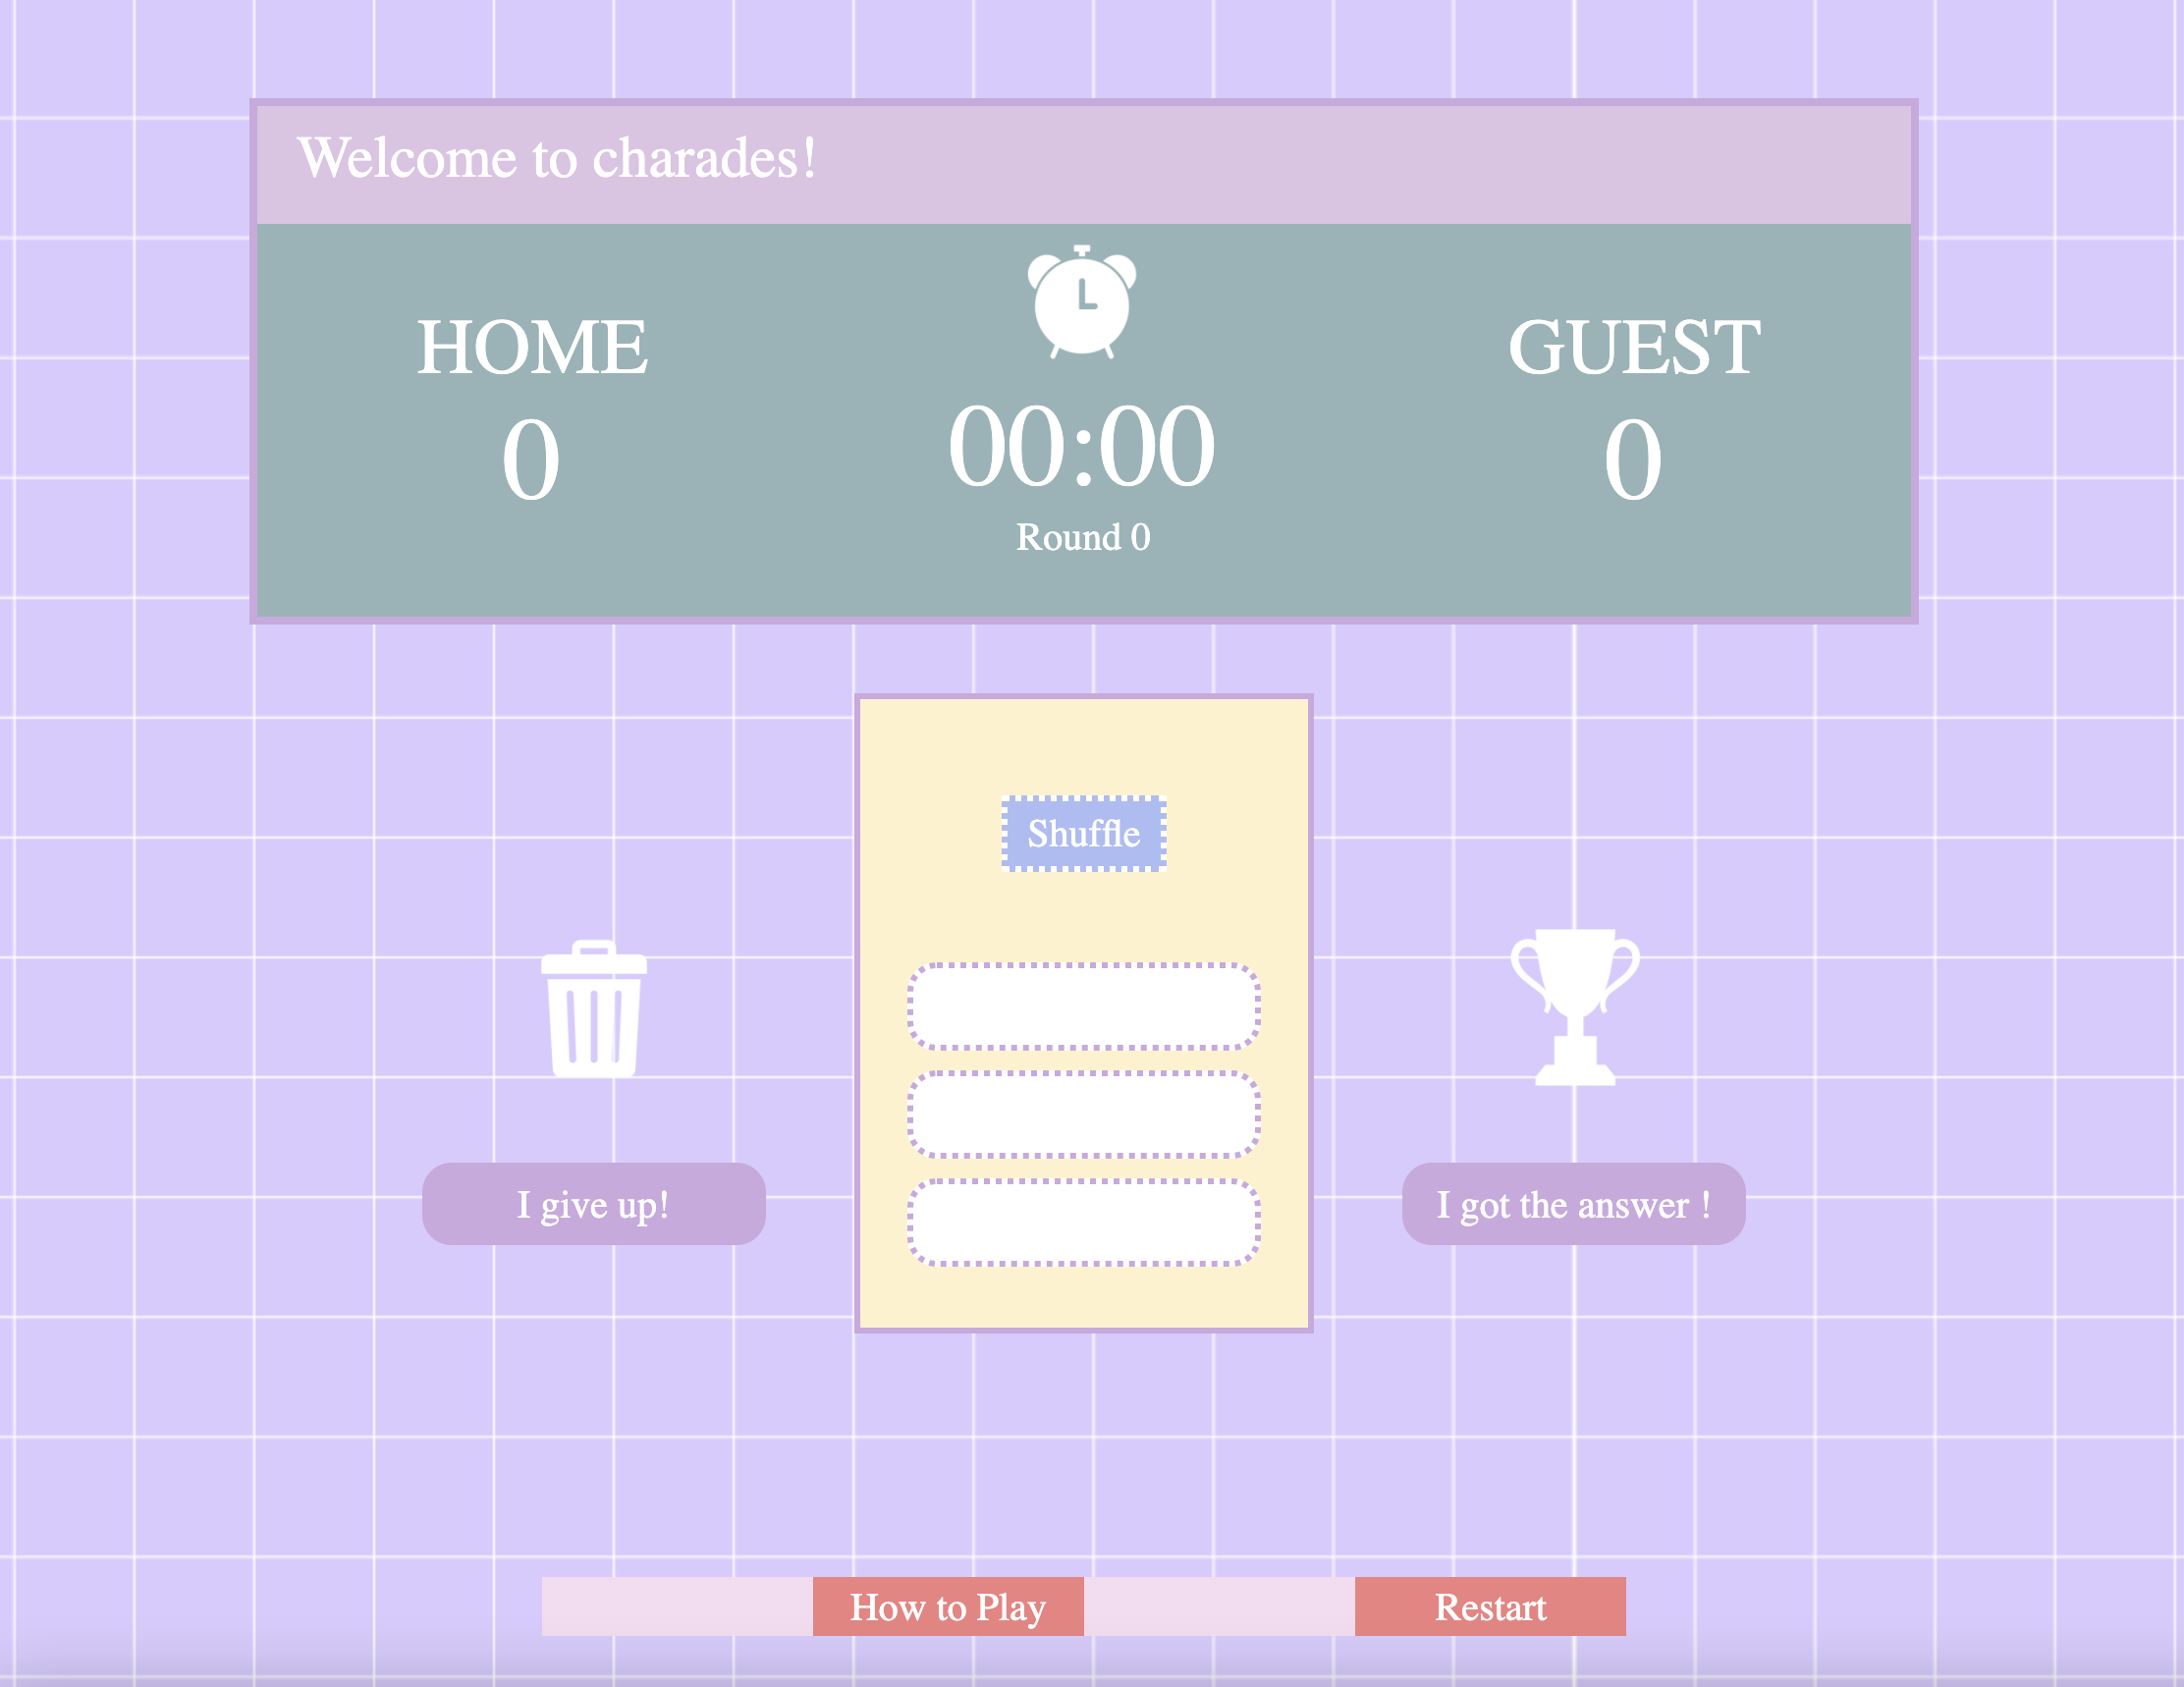 Welcome to charades!
HOME
GUEST
0
00:00
0
Round 0
Shuffle
I give up!
I got the answer !
How to Play
Restart